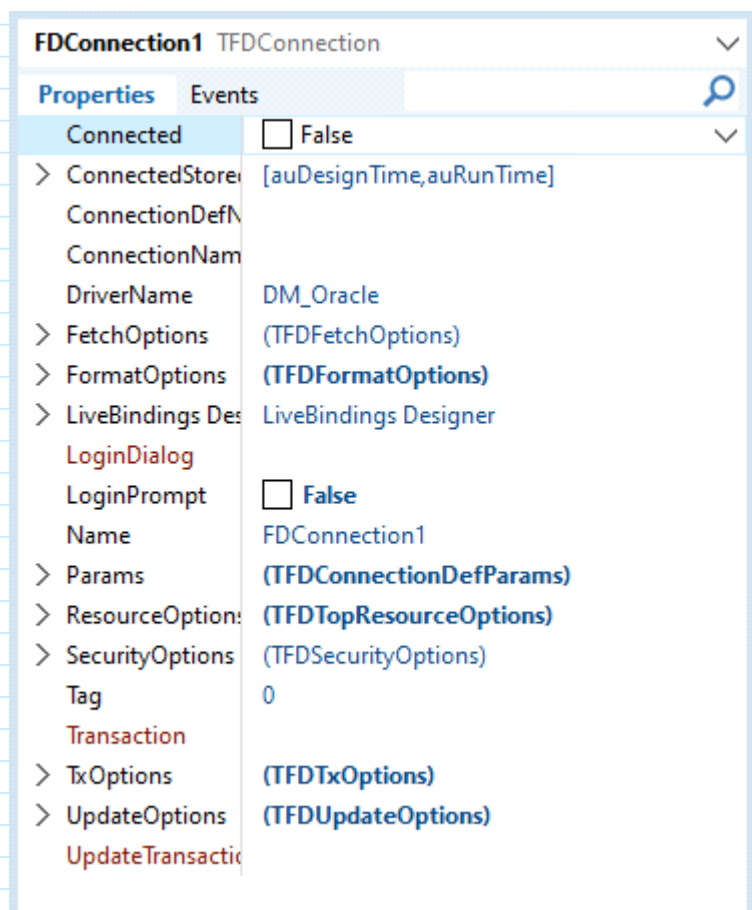 FDConnection1 TFDConnection
Properties Events
Connected False
ConnectedStore [auDesignTime,auRunTime]
ConnectionDefN
ConnectionNam
DriverName DM_Oracle
FetchOptions (TFDFetchOptions)
FormatOptions (TFDFormatOptions)
LiveBindings Des LiveBindings Designer
LoginDialog
LoginPrompt False
Name FDConnection1
Params (TFDConnectionDefParams)
ResourceOptions (TFDTopResourceOptions)
SecurityOptions (TFDSecurityOptions)
Tag 0
Transaction
TxOptions (TFDTxOptions)
UpdateOptions (TFDUpdateOptions)
UpdateTransactio